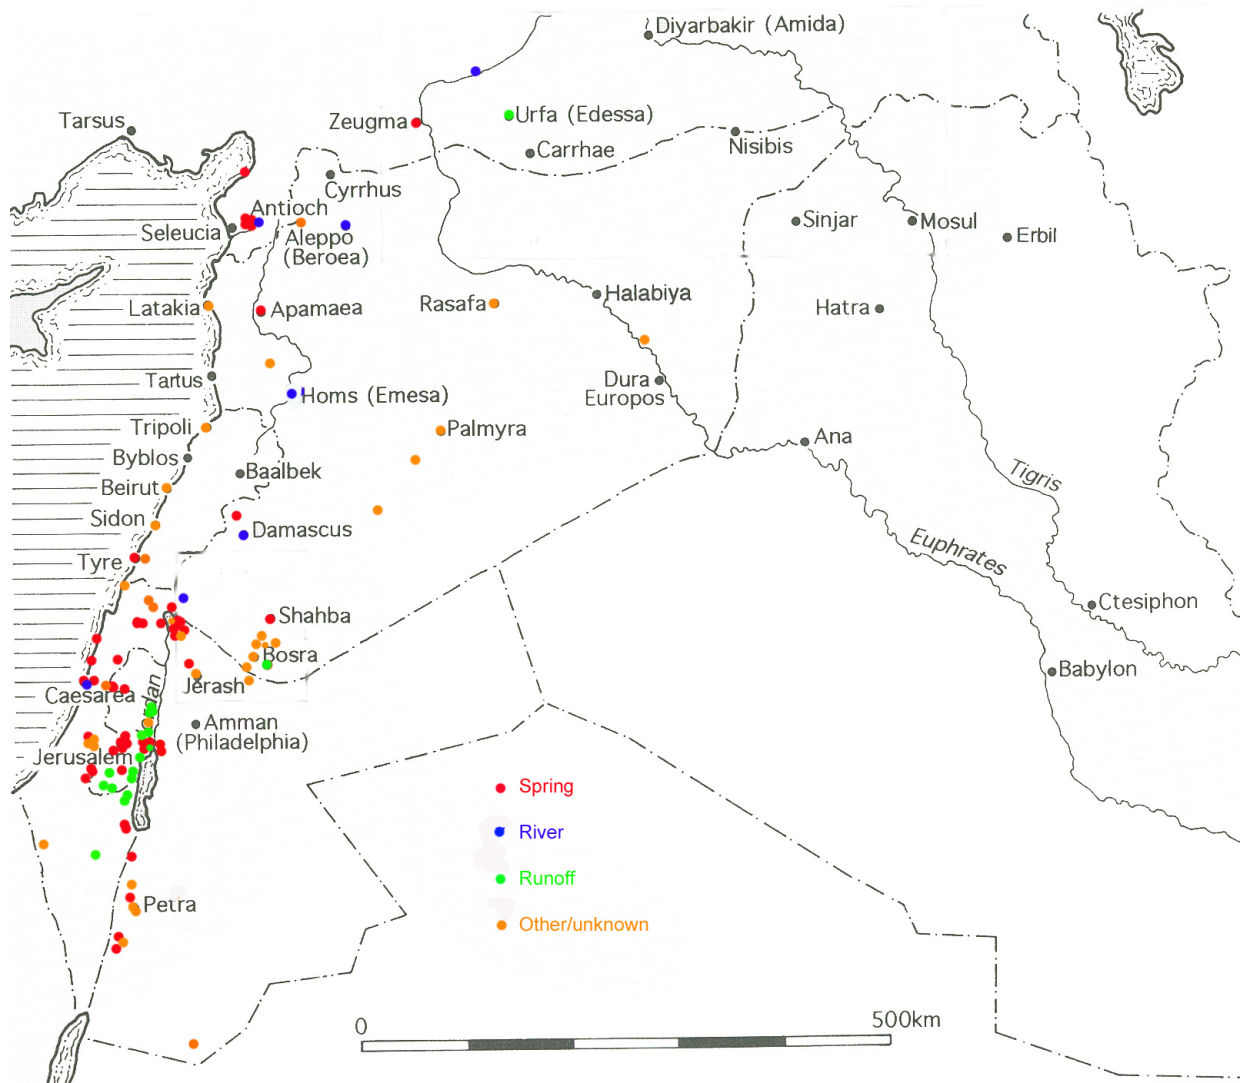 Diyarbakir (Amida)
Tarsus
Zeugma
Urfa (Edessa)
Carrhae
Nisibis
Cyrrhus
Antioch
Seleucia
Aleppo
(Beroea)
Sinjar
Mosul
Erbil
Latakia
Apamaea
Rasafa
Halabiya
Hatra
Tartus
Homs (Emesa)
Dura
Europos
Tripoli
Palmyra
Ana
Byblos
Baalbek
Beirut
Tigris
Sidon
Damascus
Euphrates
Tyre
Shahba
Ctesiphon
Bosra
Babylon
Jerash
Caesarea
dan
Amman
(Philadelphia)
Jerusalem
Spring
River
Runoff
Other/unknown
Petra
0
500km